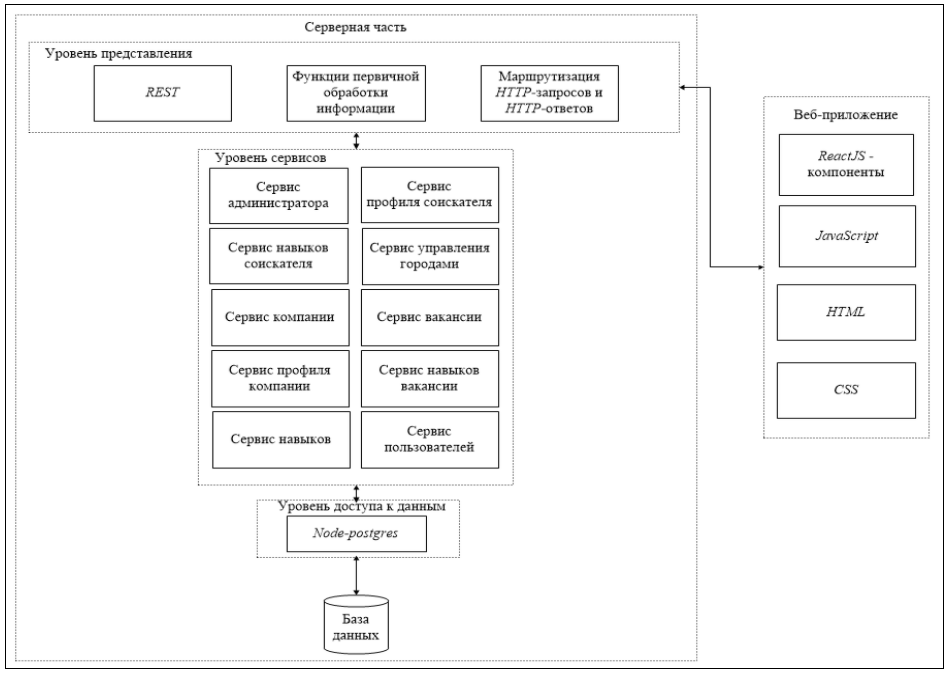 Серверная часть
Уровень представления
REST
Функции первичной
обработки
информации
Маршрутизация
HTTP-запросов и
HTTP-ответов
Уровень сервисов
Сервис
администратора
Сервис
профиля соискателя
Сервис навыков
соискателя
Сервис управления
городами
Сервис компании
Сервис вакансии
Сервис профиля
компании
Сервис навыков
вакансии
Сервис навыков
Сервис
пользователей
Уровень доступа к данным
Node-postgres
База
данных
Веб-приложение
ReactJS -
компоненты
JavaScript
HTML
CSS